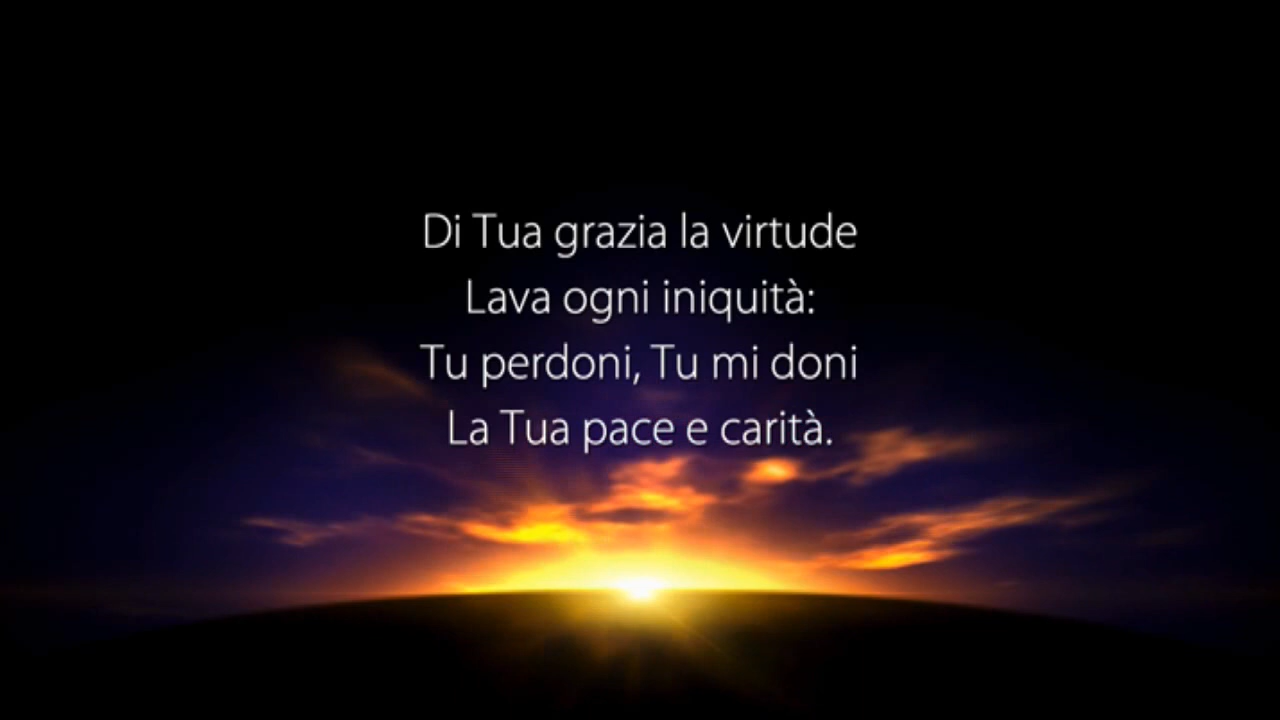 Di Tua grazia la virtude
Lava ogni iniquità:
Tu perdoni, Tu mi doni
La Tua pace e carità.